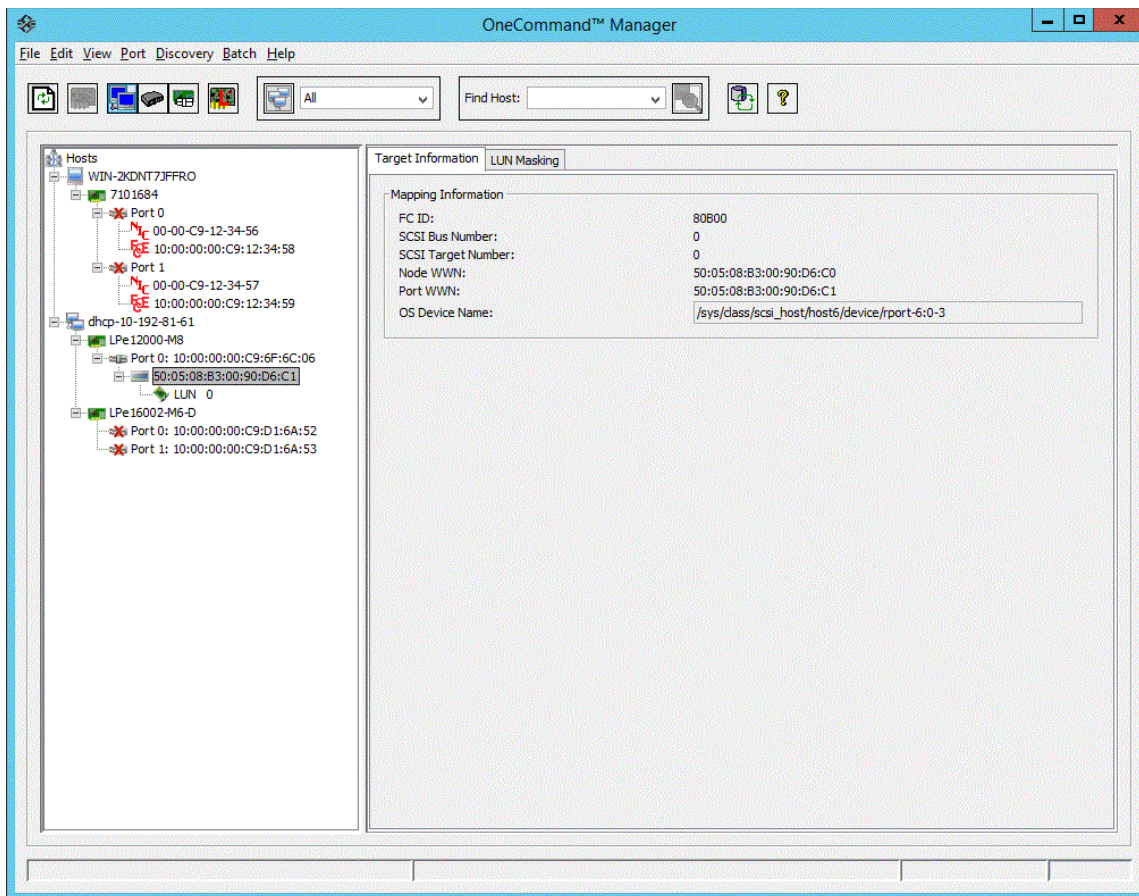 OneCommand™ Manager
File Edit View Port Discovery Batch Help
All
Find Host:
Hosts
WIN-2KDNT7JFFRO
7101684
Port 0
NIC 00-00-C9-12-34-56
FCoE 10:00:00:00:C9:12:34:58
Port 1
NIC 00-00-C9-12-34-57
FCoE 10:00:00:00:C9:12:34:59
dhcp-10-192-81-61
LPe12000-M8
Port 0: 10:00:00:00:C9:6F:6C:06
50:05:08:B3:00:90:D6:C1
LUN 0
LPe16002-M6-D
Port 0: 10:00:00:00:C9:D1:6A:52
Port 1: 10:00:00:00:C9:D1:6A:53
Target Information LUN Masking
Mapping Information
FC ID: 80B00
SCSI Bus Number: 0
SCSI Target Number: 0
Node WWN: 50:05:08:B3:00:90:D6:C0
Port WWN: 50:05:08:B3:00:90:D6:C1
OS Device Name: /sys/class/scsi_host/host6/device/rport-6:0-3